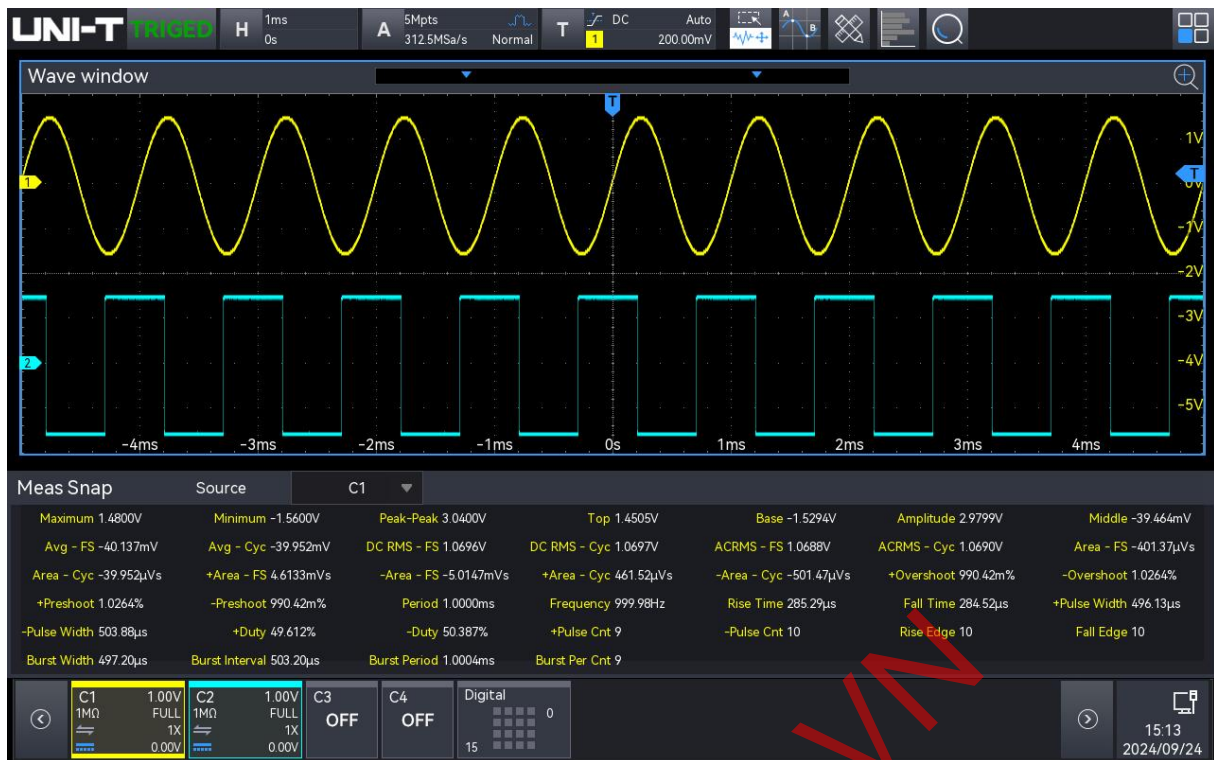 UNI-T TRIGED H 1ms 0s A 5Mpts 312.5MSa/s Normal T 1 DC Auto 200.00mV A B
Wave window
T
1V
1
T
0V
-1V
-2V
-3V
2
-4V
-5V
-4ms -3ms -2ms -1ms 0s 1ms 2ms 3ms 4ms
Meas Snap Source C1
Maximum 1.4800V Minimum -1.5600V Peak-Peak 3.0400V Top 1.4505V Base -1.5294V Amplitude 2.9799V Middle -39.464mV
Avg - FS -40.137mV Avg - Cyc -39.952mV DC RMS - FS 1.0696V DC RMS - Cyc 1.0697V ACRMS - FS 1.0688V ACRMS - Cyc 1.0690V Area - FS -401.37µVs
Area - Cyc -39.952µVs +Area - FS 4.6133mVs -Area - FS -5.0147mVs +Area - Cyc 461.52µVs -Area - Cyc -501.47µVs +Overshoot 990.42m% -Overshoot 1.0264%
+Preshoot 1.0264% -Preshoot 990.42m% Period 1.0000ms Frequency 999.98Hz Rise Time 285.29µs Fall Time 284.52µs +Pulse Width 496.13µs
-Pulse Width 503.88µs +Duty 49.612% -Duty 50.387% +Pulse Cnt 9 -Pulse Cnt 10 Rise Edge 10 Fall Edge 10
Burst Width 497.20µs Burst Interval 503.20µs Burst Period 1.0004ms Burst Per Cnt 9
C1 1.00V C2 1.00V C3 C4 Digital
1MΩ FULL 1MΩ FULL OFF OFF 0
1X 1X
0.00V 0.00V 15
15:13
2024/09/24
VN